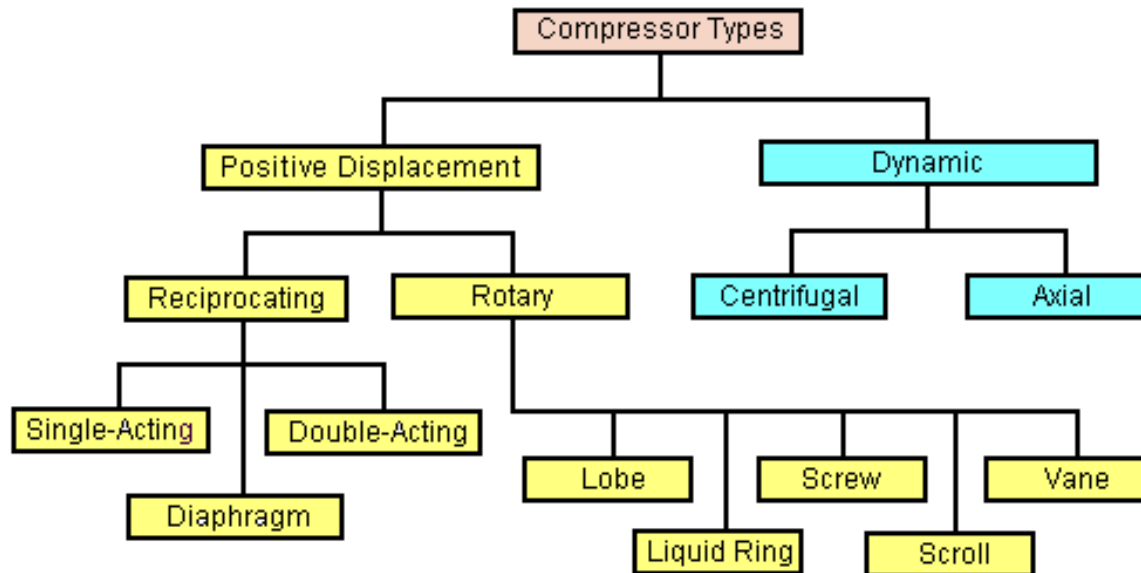 Compressor Types
Positive Displacement
Dynamic
Reciprocating
Rotary
Centrifugal
Axial
Single-Acting
Double-Acting
Diaphragm
Lobe
Screw
Vane
Liquid Ring
Scroll